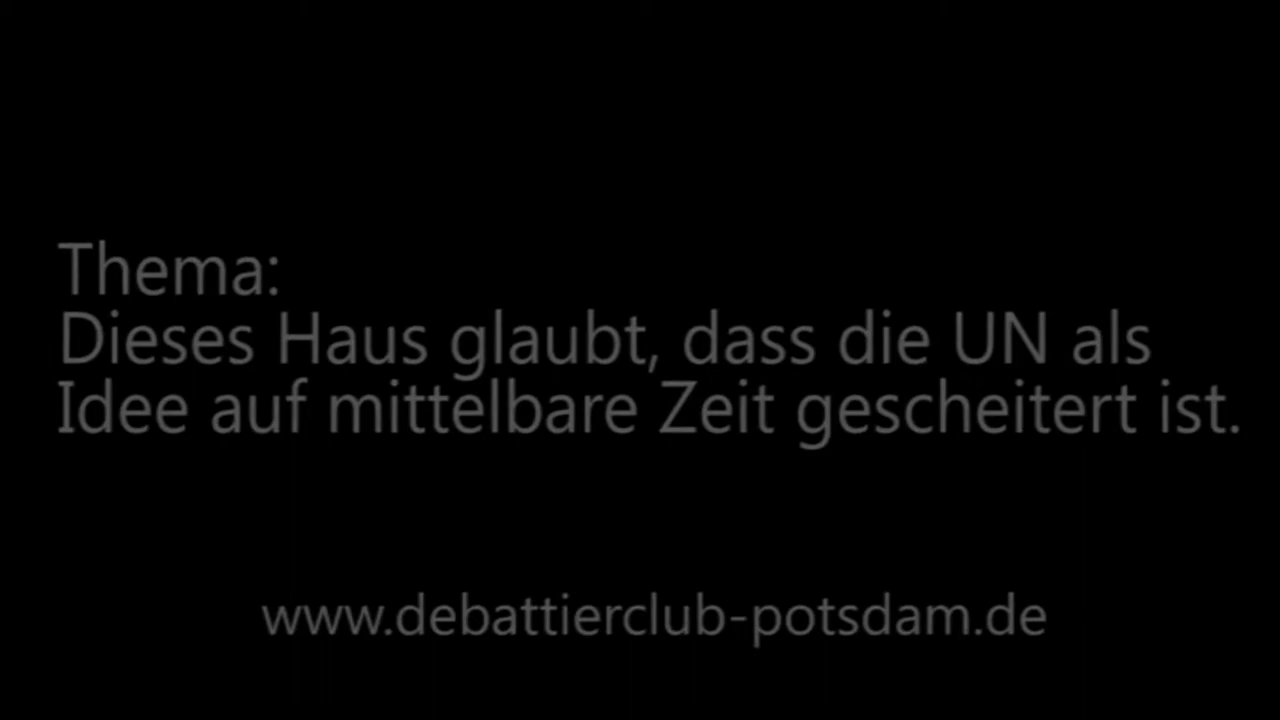 Thema:
Dieses Haus glaubt, dass die UN als
Idee auf mittelbare Zeit gescheitert ist.
www.debattierclub-potsdam.de